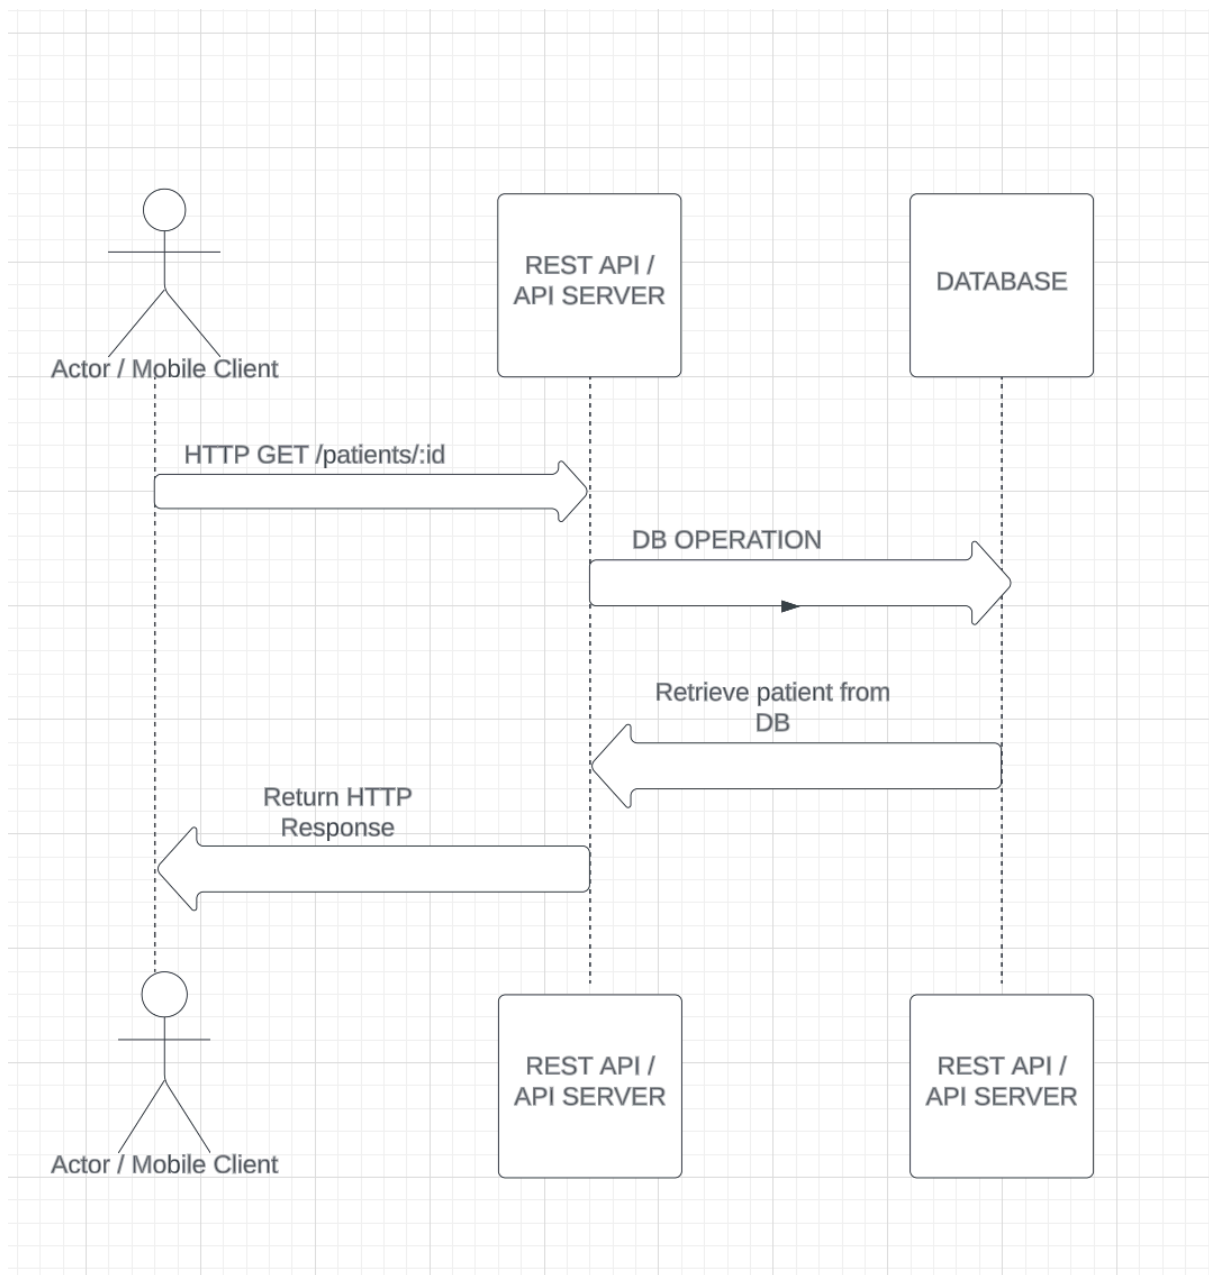 REST API /
API SERVER
DATABASE
Actor / Mobile Client
HTTP GET /patients/:id
DB OPERATION
Retrieve patient from
DB
Return HTTP
Response
REST API /
API SERVER
REST API /
API SERVER
Actor / Mobile Client